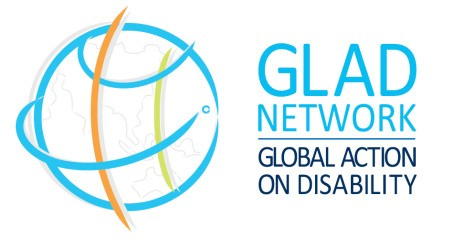 GLAD
NETWORK
GLOBAL ACTION
ON DISABILITY